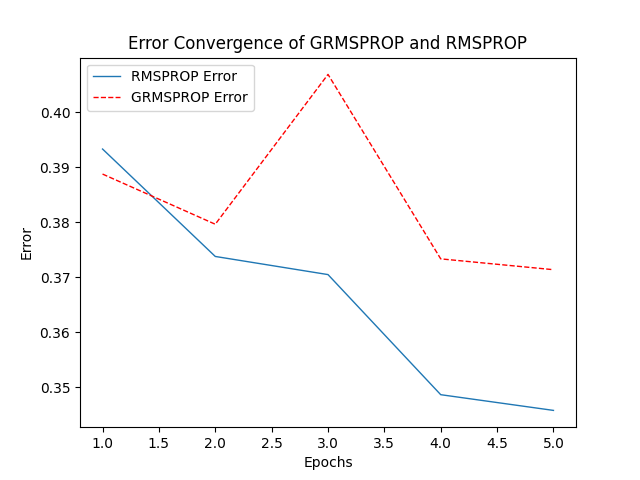 Error Convergence of GRMSPROP and RMSPROP
RMSPROP Error
GRMSPROP Error
0.40
0.39
0.38
0.37
0.36
0.35
Error
1.0 1.5 2.0 2.5 3.0 3.5 4.0 4.5 5.0
Epochs